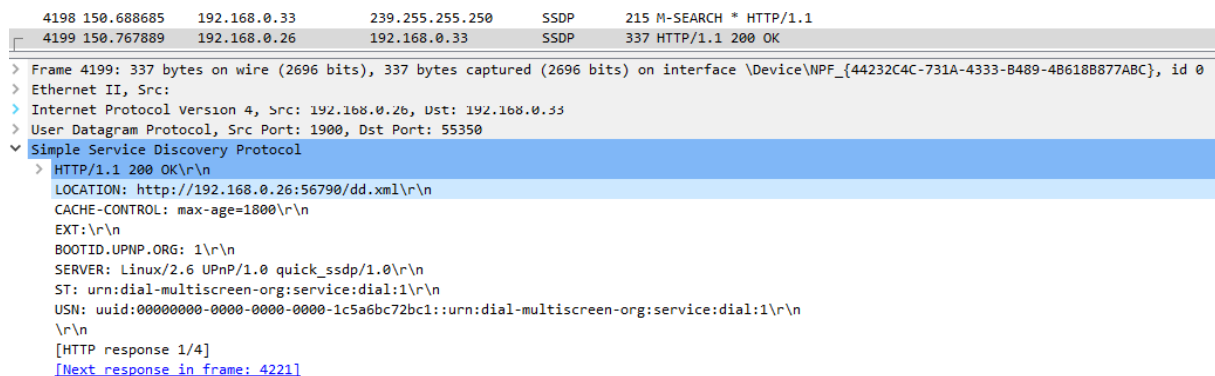 4198 150.688685 192.168.0.33 239.255.255.250 SSDP 215 M-SEARCH * HTTP/1.1
4199 150.767889 192.168.0.26 192.168.0.33 SSDP 337 HTTP/1.1 200 OK
> Frame 4199: 337 bytes on wire (2696 bits), 337 bytes captured (2696 bits) on interface \Device\NPF_{44232C4C-731A-4333-B489-4B618B877ABC}, id 0
> Ethernet II, Src:
> Internet Protocol Version 4, Src: 192.168.0.26, Dst: 192.168.0.33
> User Datagram Protocol, Src Port: 1900, Dst Port: 55350
Simple Service Discovery Protocol
> HTTP/1.1 200 OK\r\n
LOCATION: http://192.168.0.26:56790/dd.xml\r\n
CACHE-CONTROL: max-age=1800\r\n
EXT:\r\n
BOOTID.UPNP.ORG: 1\r\n
SERVER: Linux/2.6 UPnP/1.0 quick_ssdp/1.0\r\n
ST: urn:dial-multiscreen-org:service:dial:1\r\n
USN: uuid:00000000-0000-0000-0000-1c5a6bc72bc1::urn:dial-multiscreen-org:service:dial:1\r\n
\r\n
[HTTP response 1/4]
[Next response in frame: 4221]